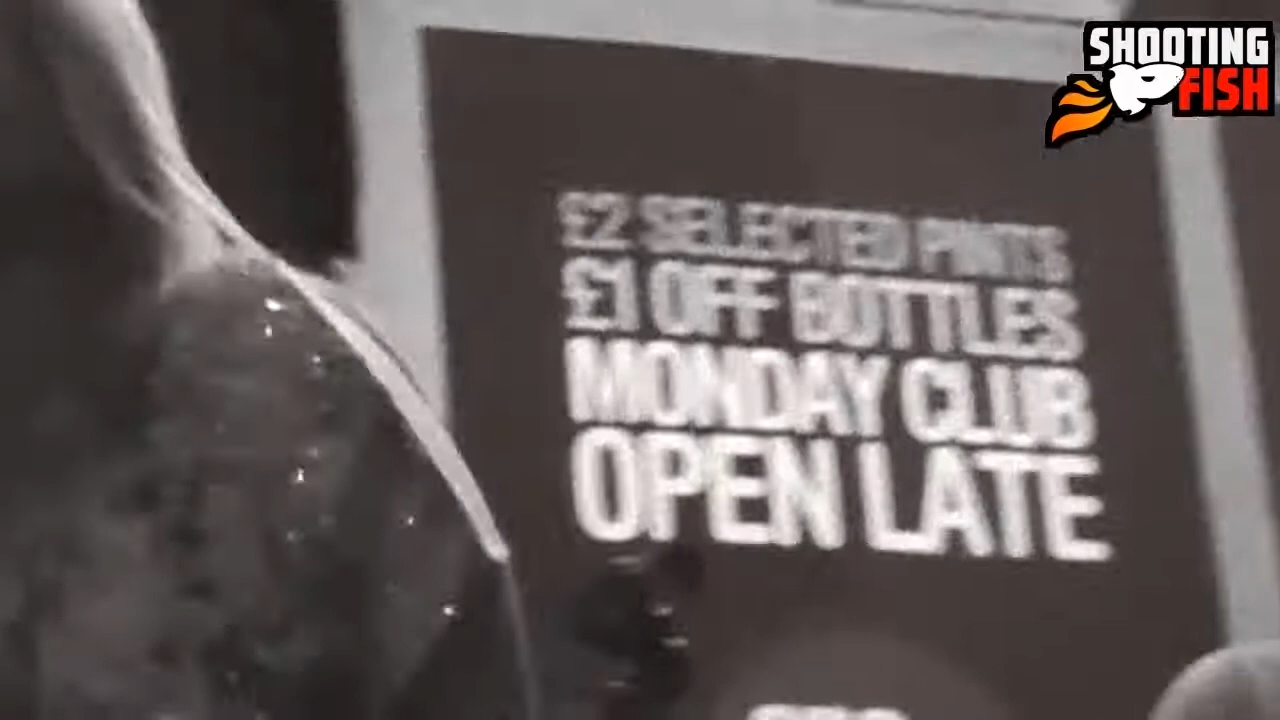 SHOOTING
FISH
£2 SELECTED PINTS
£1 OFF BOTTLES
MONDAY CLUB
OPEN LATE